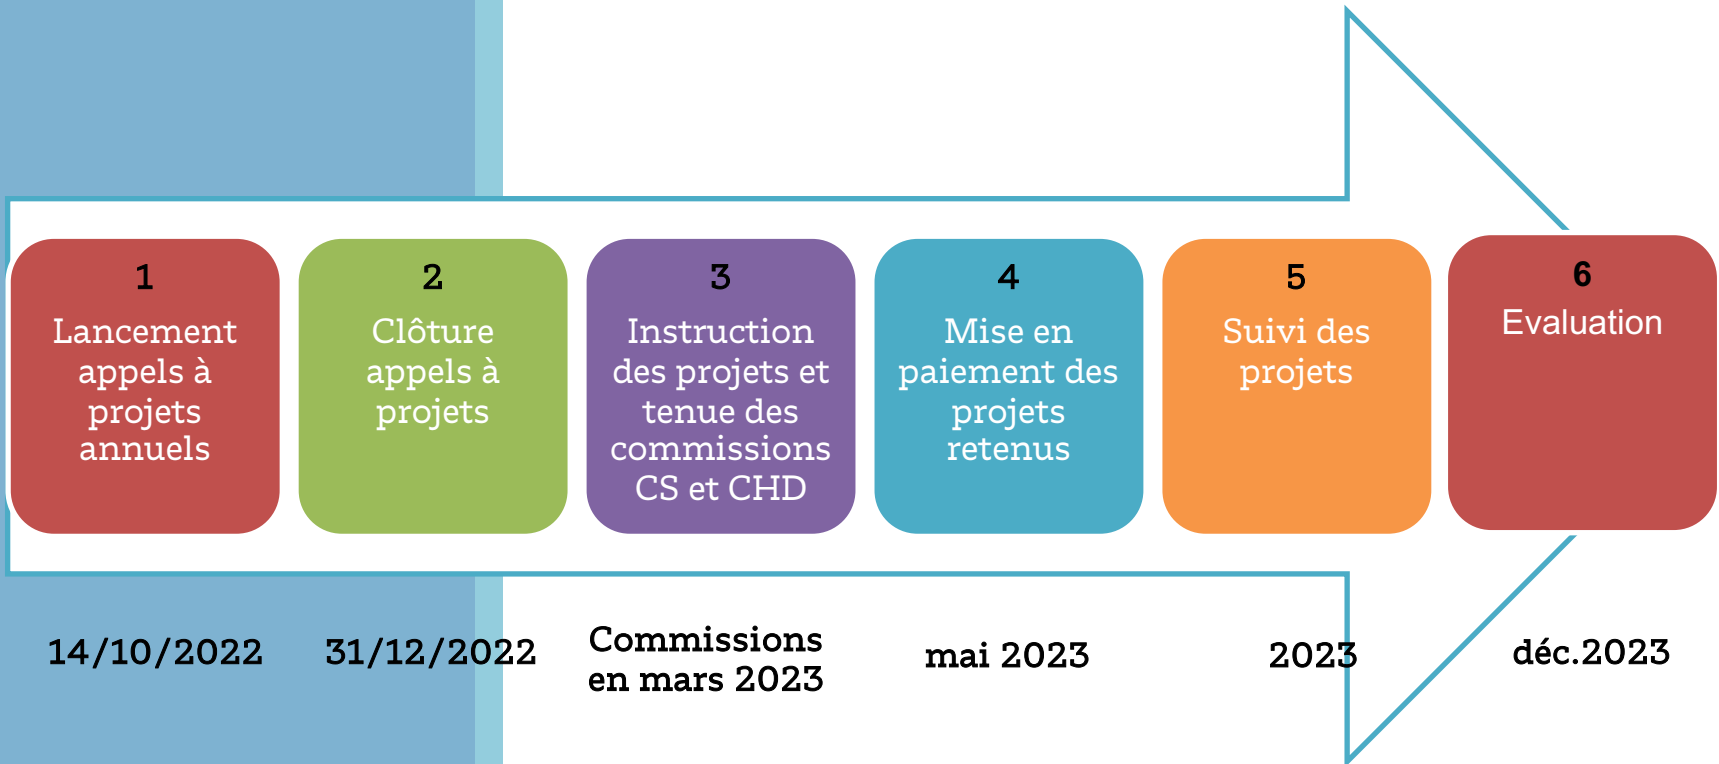 1
Lancement
appels à
projets
annuels
2
Clôture
appels à
projets
3
Instruction
des projets et
tenue des
commissions
CS et CHD
4
Mise en
paiement des
projets
retenus
5
Suivi des
projets
6
Evaluation
14/10/2022
31/12/2022
Commissions
en mars 2023
mai 2023
2023
déc.2023